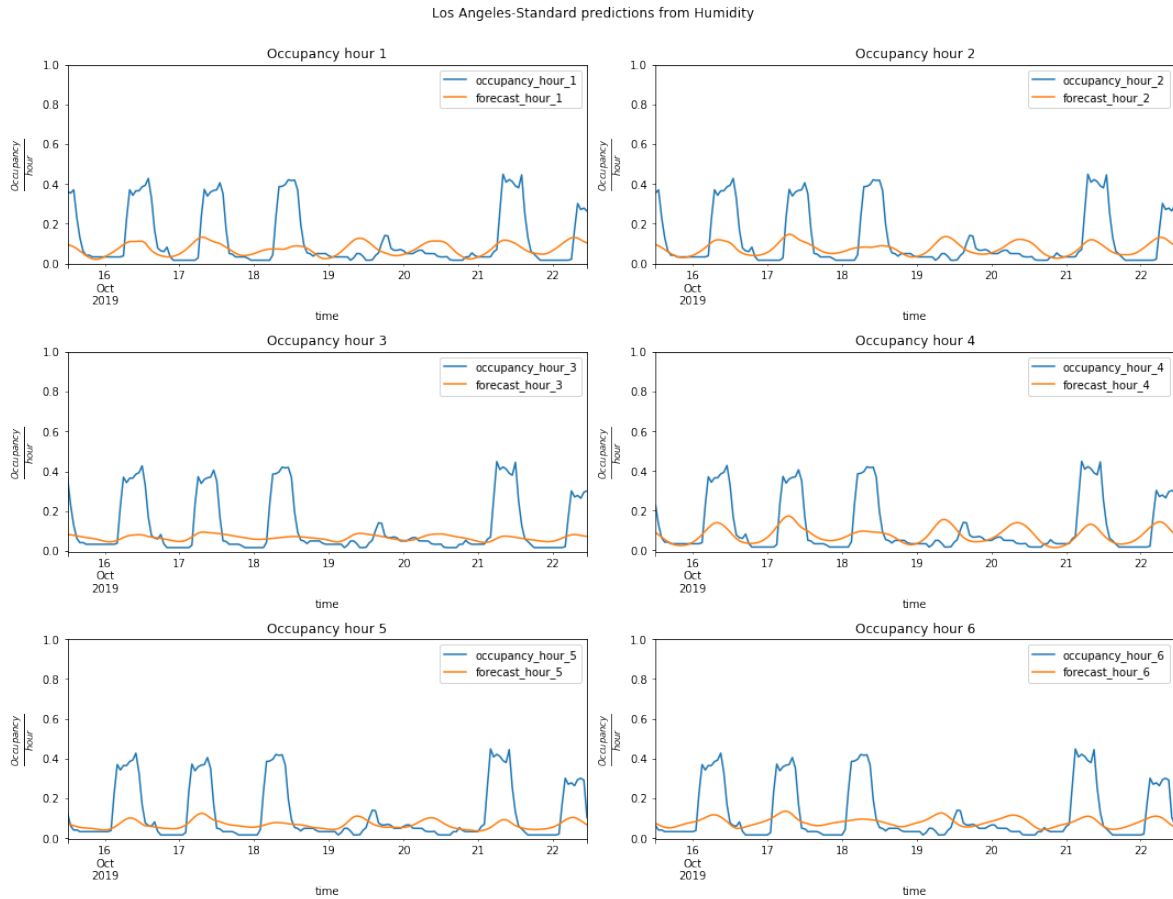 Los Angeles-Standard predictions from Humidity
Occupancy hour 1
1.0
0.8
0.6
0.4
0.2
0.0
Occupancy
hour
occupancy_hour_1
forecast_hour_1
16
17
18
19
20
21
22
Oct
2019
time
Occupancy hour 2
1.0
0.8
0.6
0.4
0.2
0.0
Occupancy
hour
occupancy_hour_2
forecast_hour_2
16
17
18
19
20
21
22
Oct
2019
time
Occupancy hour 3
1.0
0.8
0.6
0.4
0.2
0.0
Occupancy
hour
occupancy_hour_3
forecast_hour_3
16
17
18
19
20
21
22
Oct
2019
time
Occupancy hour 4
1.0
0.8
0.6
0.4
0.2
0.0
Occupancy
hour
occupancy_hour_4
forecast_hour_4
16
17
18
19
20
21
22
Oct
2019
time
Occupancy hour 5
1.0
0.8
0.6
0.4
0.2
0.0
Occupancy
hour
occupancy_hour_5
forecast_hour_5
16
17
18
19
20
21
22
Oct
2019
time
Occupancy hour 6
1.0
0.8
0.6
0.4
0.2
0.0
Occupancy
hour
occupancy_hour_6
forecast_hour_6
16
17
18
19
20
21
22
Oct
2019
time